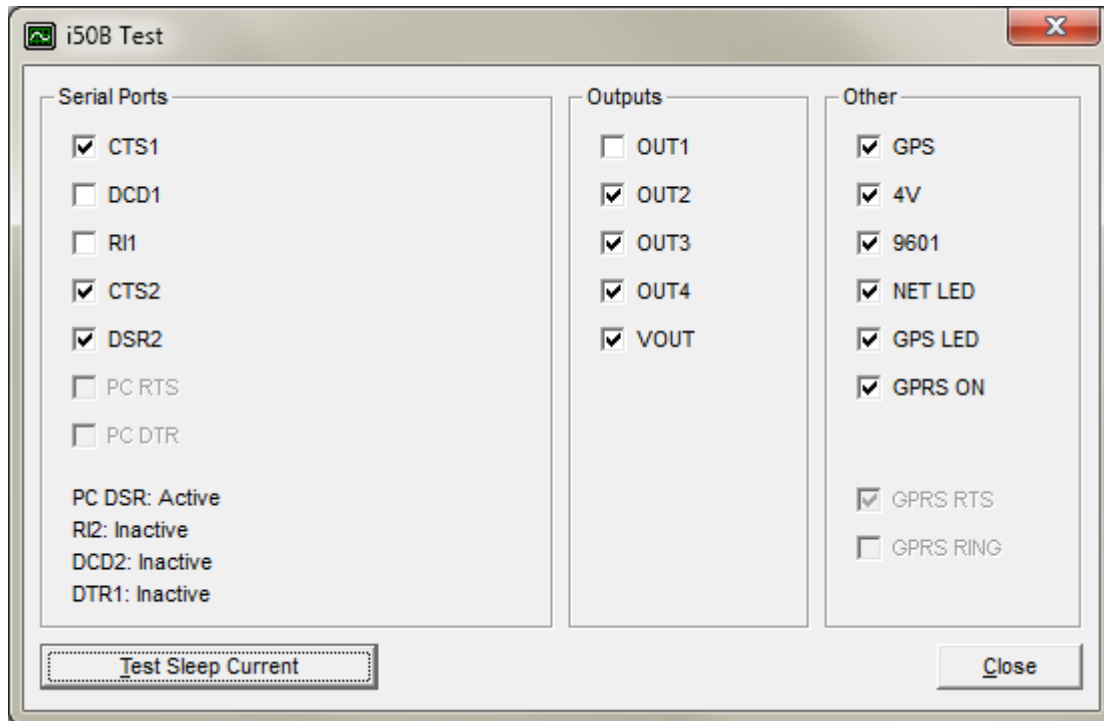 i50B Test
Serial Ports
CTS1
DCD1
RI1
CTS2
DSR2
PC RTS
PC DTR
PC DSR: Active
RI2: Inactive
DCD2: Inactive
DTR1: Inactive
Outputs
OUT1
OUT2
OUT3
OUT4
VOUT
Other
GPS
4V
9601
NET LED
GPS LED
GPRS ON
GPRS RTS
GPRS RING
Test Sleep Current
Close